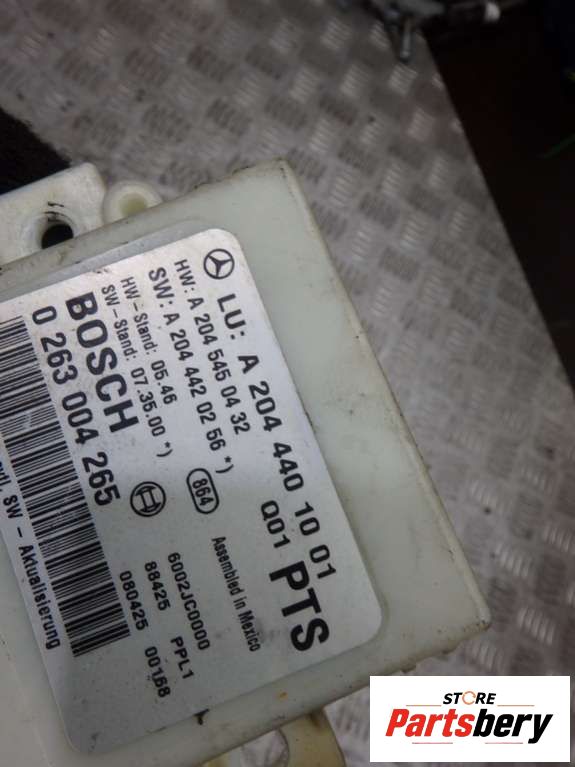 LU: A 204 440 10 01
HW: A 204 545 04 32 Q01 PTS
SW: A 204 442 02 56 *)
HW-Stand: 05.46 864 Assembled in Mexico
SW-Stand: 07.35.00 *)
BOSCH 6002JC0000
0 263 004 265 88425 PPL1
080425 00168
SW - Aktualisierung
STORE
Partsbery